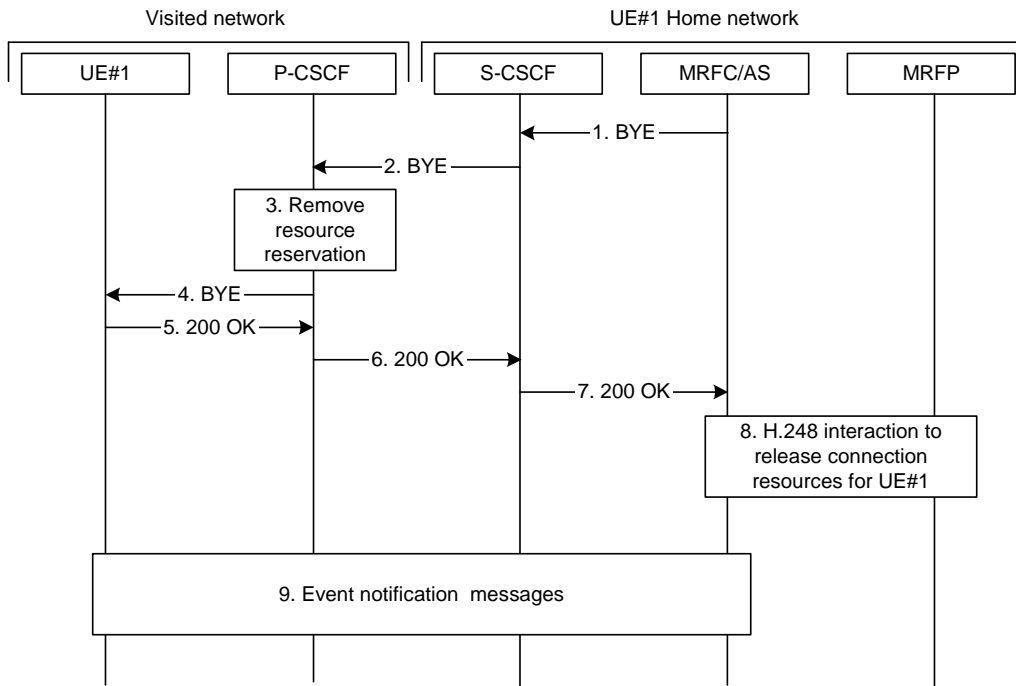 Visited network
UE#1 Home network
UE#1
P-CSCF
S-CSCF
MRFC/AS
MRFP
1. BYE
2. BYE
3. Remove
resource
reservation
4. BYE
5. 200 OK
6. 200 OK
7. 200 OK
8. H.248 interaction to
release connection
resources for UE#1
9. Event notification messages